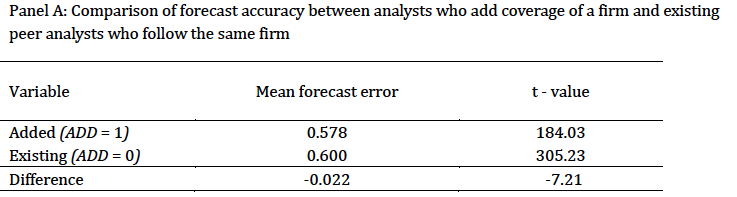 Panel A: Comparison of forecast accuracy between analysts who add coverage of a firm and existing
peer analysts who follow the same firm
Variable Mean forecast error t - value
Added (ADD = 1) 0.578 184.03
Existing (ADD = 0) 0.600 305.23
Difference -0.022 -7.21